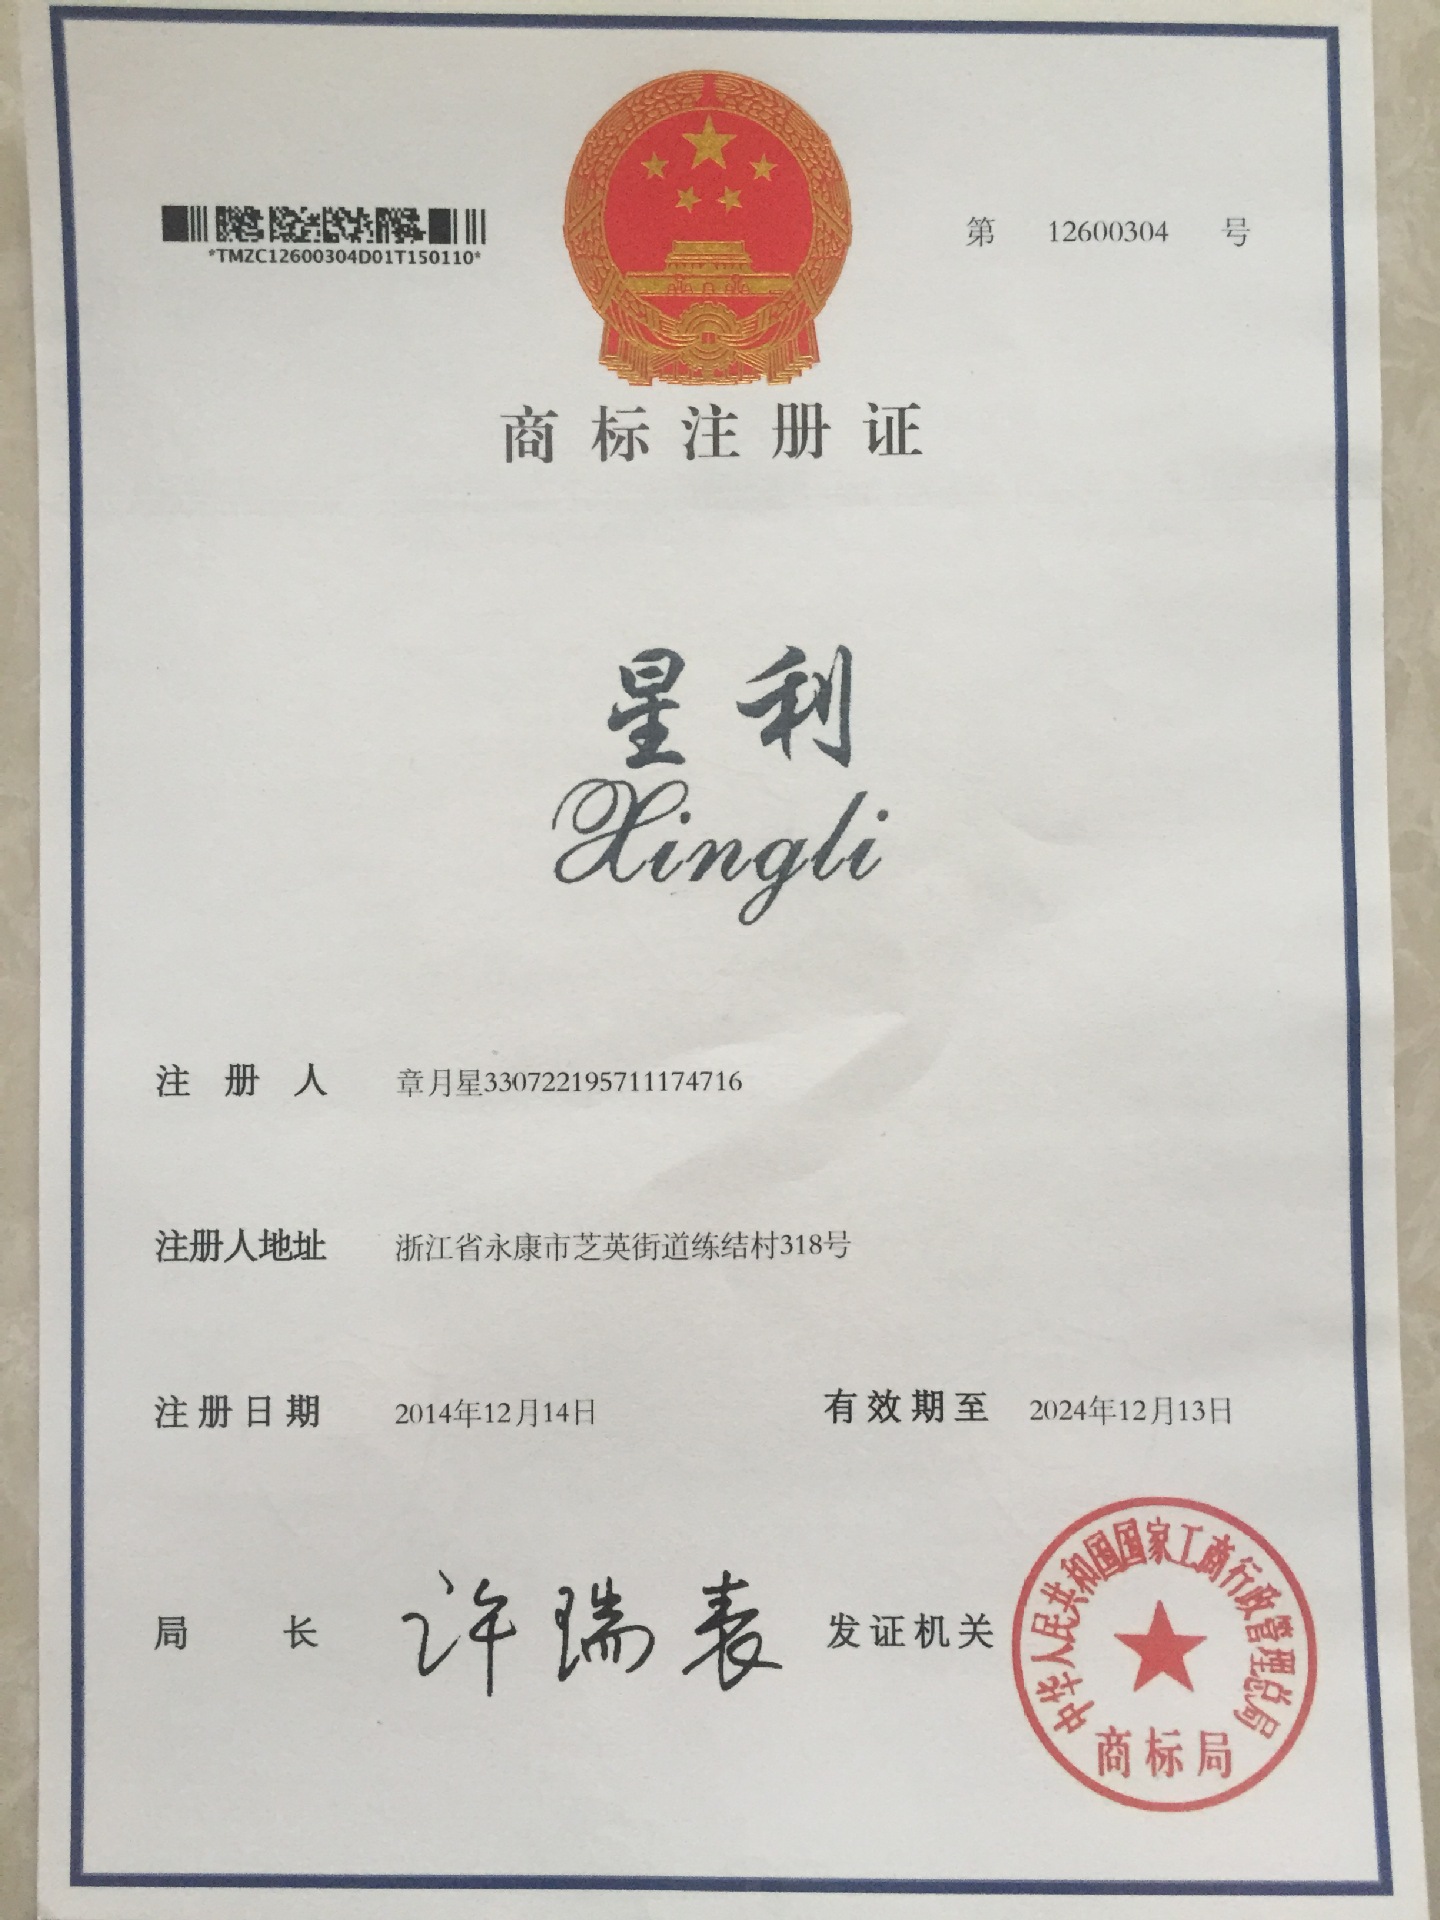 *TMZC12600304D01T150110*
第 12600304 号
商标注册证
星利
Xingli
注册人 章月星330722195711174716
注册人地址 浙江省永康市芝英街道练结村318号
注册日期 2014年12月14日 有效期至 2024年12月13日
局长 许瑞表 发证机关
中华人民共和国国家工商行政管理总局
商标局